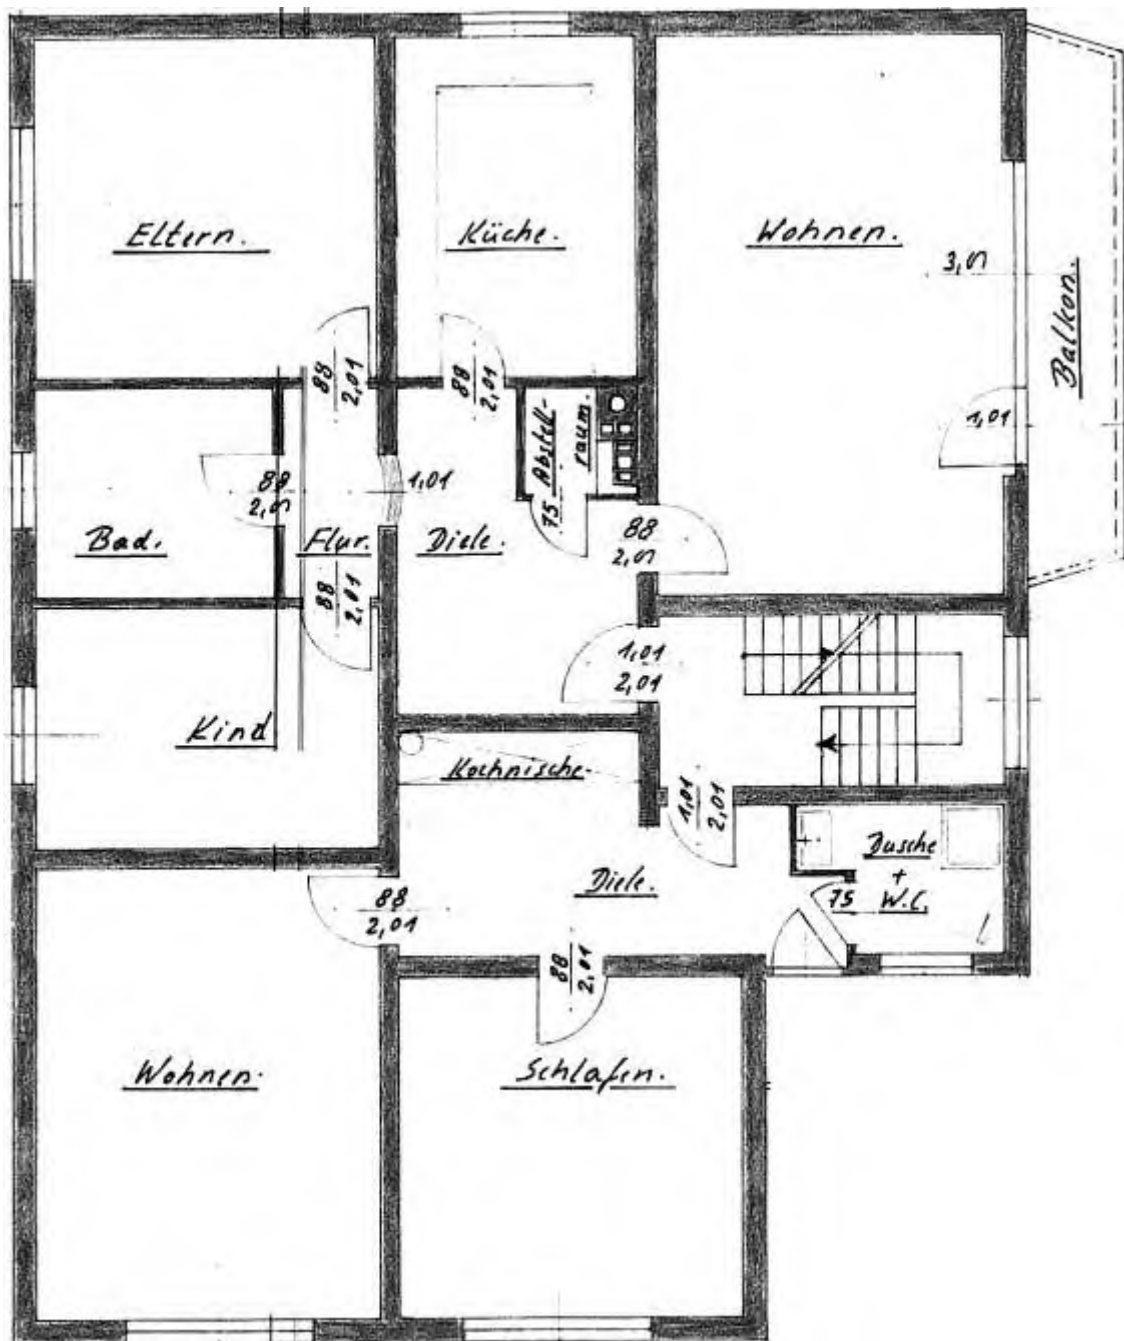 Eltern.
Küche.
Wohnen.
3,01
Balkon.
88
2,01
88
2,01
Abstell-
raum.
75
1,01
88
2,01
1,01
Bad.
Flur.
Diele.
88
2,01
88
2,01
1,01
2,01
Kind
Kochnische.
1,01
2,01
Dusche
+
W.C.
75
Diele.
88
2,01
88
2,01
Wohnen.
Schlafen.